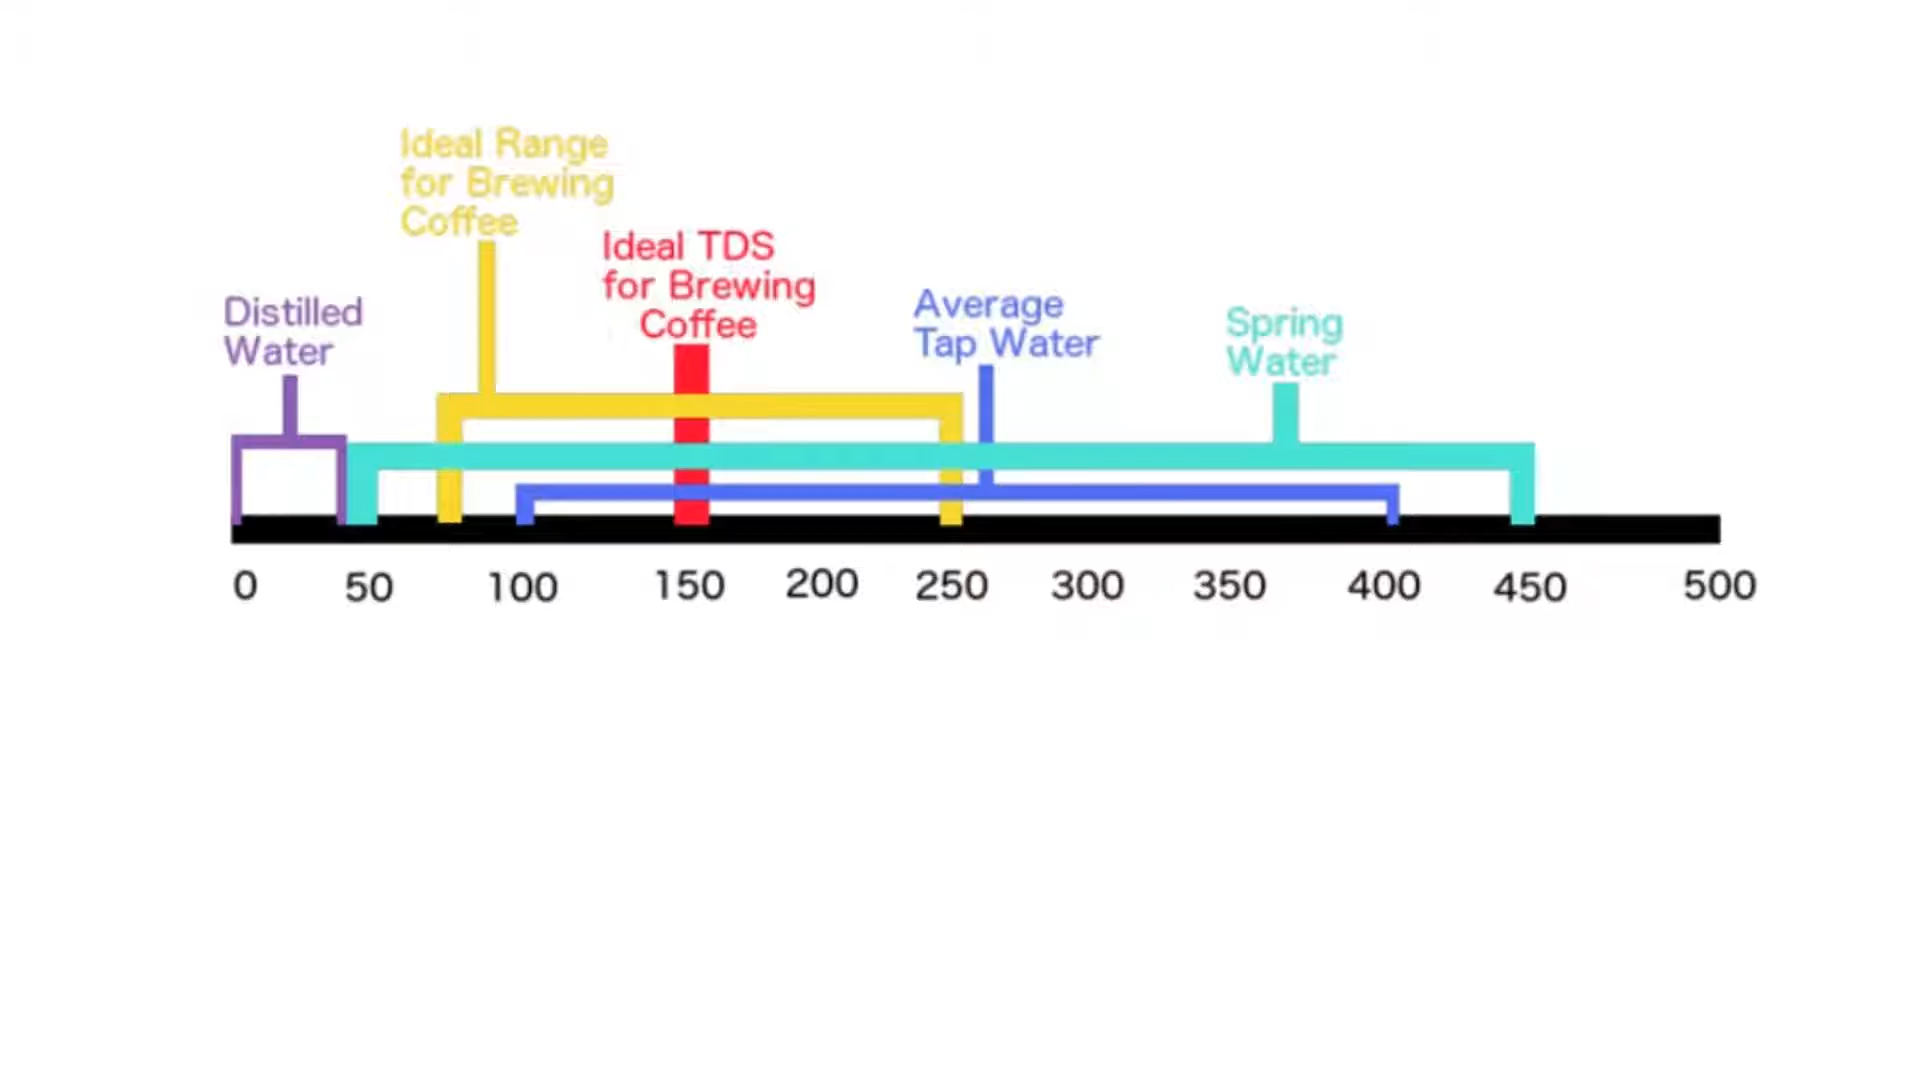 Ideal Range
for Brewing
Coffee
Ideal TDS
for Brewing
Coffee
Distilled
Water
Average
Tap Water
Spring
Water
0 50 100 150 200 250 300 350 400 450 500